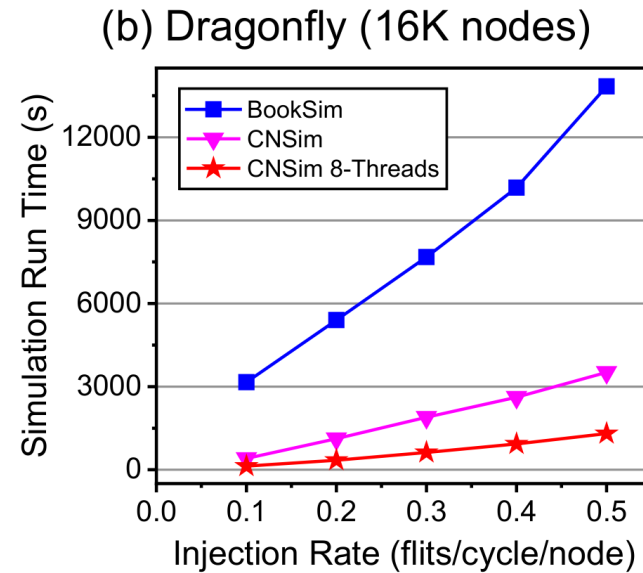 (b) Dragonfly (16K nodes)
Simulation Run Time (s)
12000
9000
6000
3000
0
BookSim
CNSim
CNSim 8-Threads
0.0 0.1 0.2 0.3 0.4 0.5
Injection Rate (flits/cycle/node)